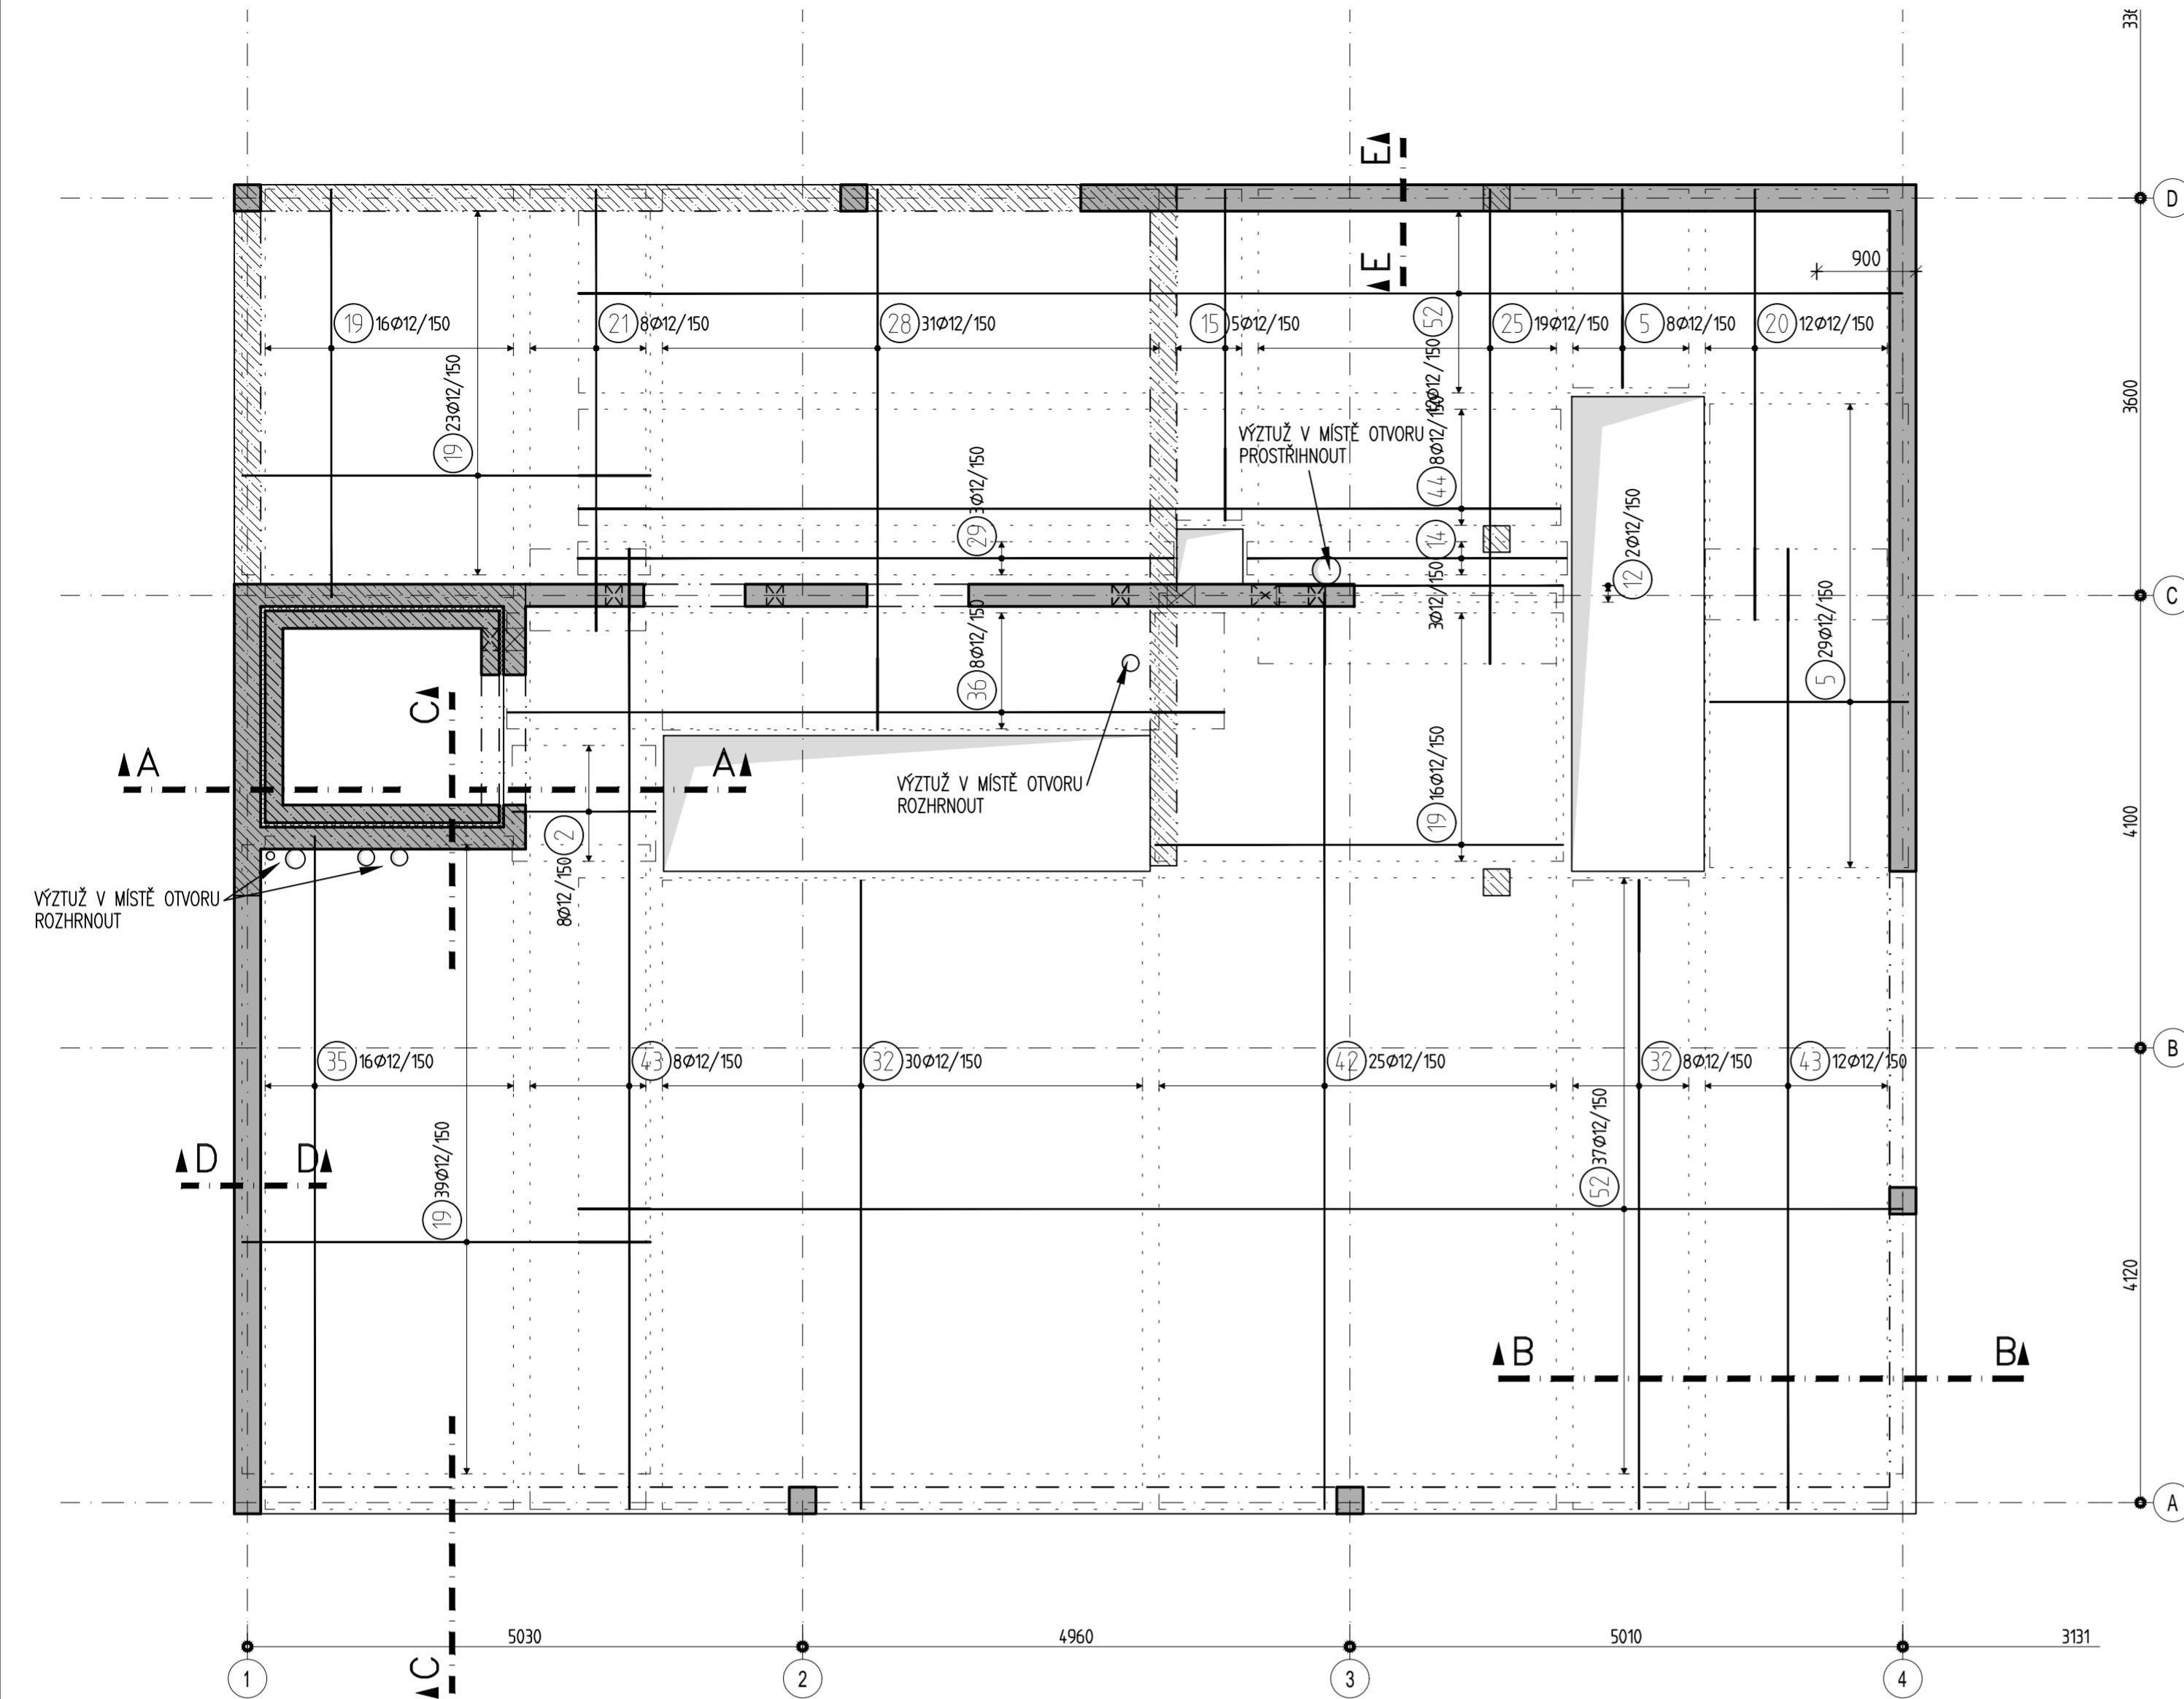 336
E
E
D
900
19 16Ø12/150
21 8Ø12/150
28 31Ø12/150
15 5Ø12/150
52 12Ø12/150
25 19Ø12/150
5 8Ø12/150
20 12Ø12/150
19 23Ø12/150
3600
44 8Ø12/150
VÝZTUŽ V MÍSTĚ OTVORU
PROSTŘIHNOUT
29 3Ø12/150
14 3Ø12/150
12 2Ø12/150
C
36 8Ø12/150
5 29Ø12/150
C
A
A
VÝZTUŽ V MÍSTĚ OTVORU
ROZHRNOUT
19 16Ø12/150
4100
2 8Ø12/150
VÝZTUŽ V MÍSTĚ OTVORU
ROZHRNOUT
B
35 16Ø12/150
43 8Ø12/150
32 30Ø12/150
42 25Ø12/150
32 8Ø12/150
43 12Ø12/150
D
D
19 39Ø12/150
52 37Ø12/150
4120
B
B
A
5030
4960
5010
3131
C
1
2
3
4